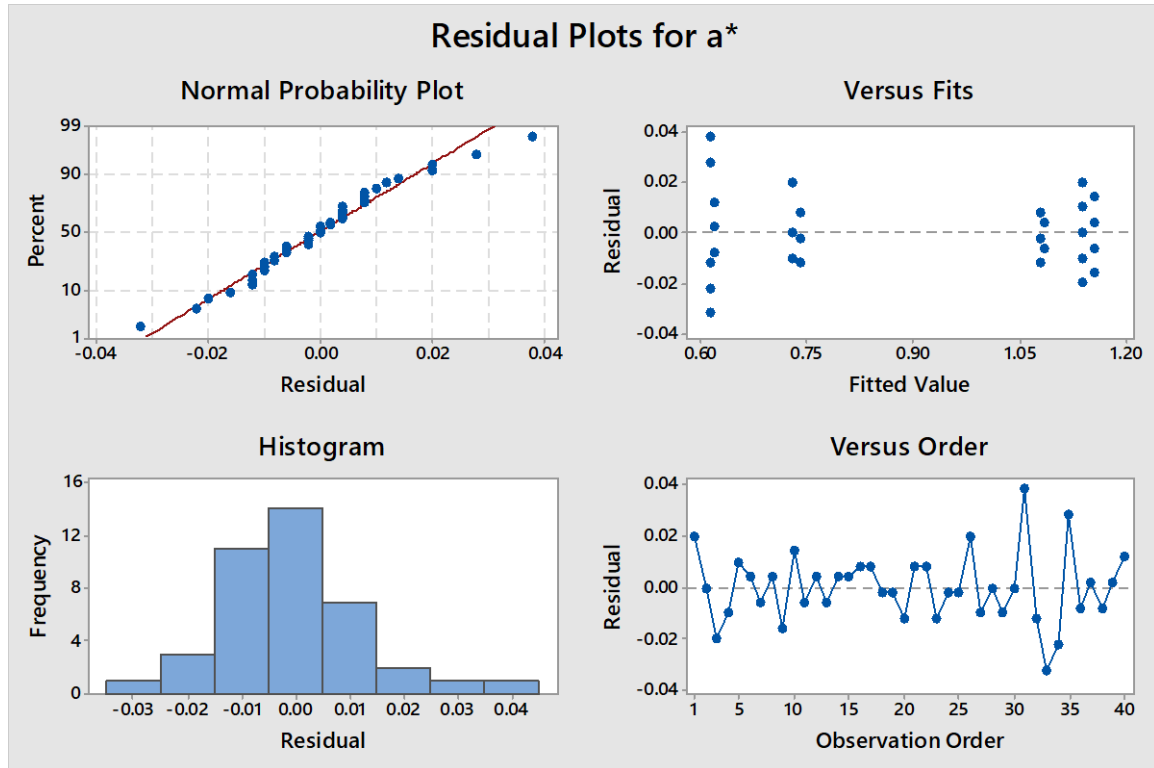 Residual Plots for a*
Normal Probability Plot
Percent
99
90
50
10
1
-0.04 -0.02 0.00 0.02 0.04
Residual
Versus Fits
Residual
0.04
0.02
0.00
-0.02
-0.04
0.60 0.75 0.90 1.05 1.20
Fitted Value
Histogram
Frequency
16
12
8
4
0
-0.03 -0.02 -0.01 0.00 0.01 0.02 0.03 0.04
Residual
Versus Order
Residual
0.04
0.02
0.00
-0.02
-0.04
1 5 10 15 20 25 30 35 40
Observation Order